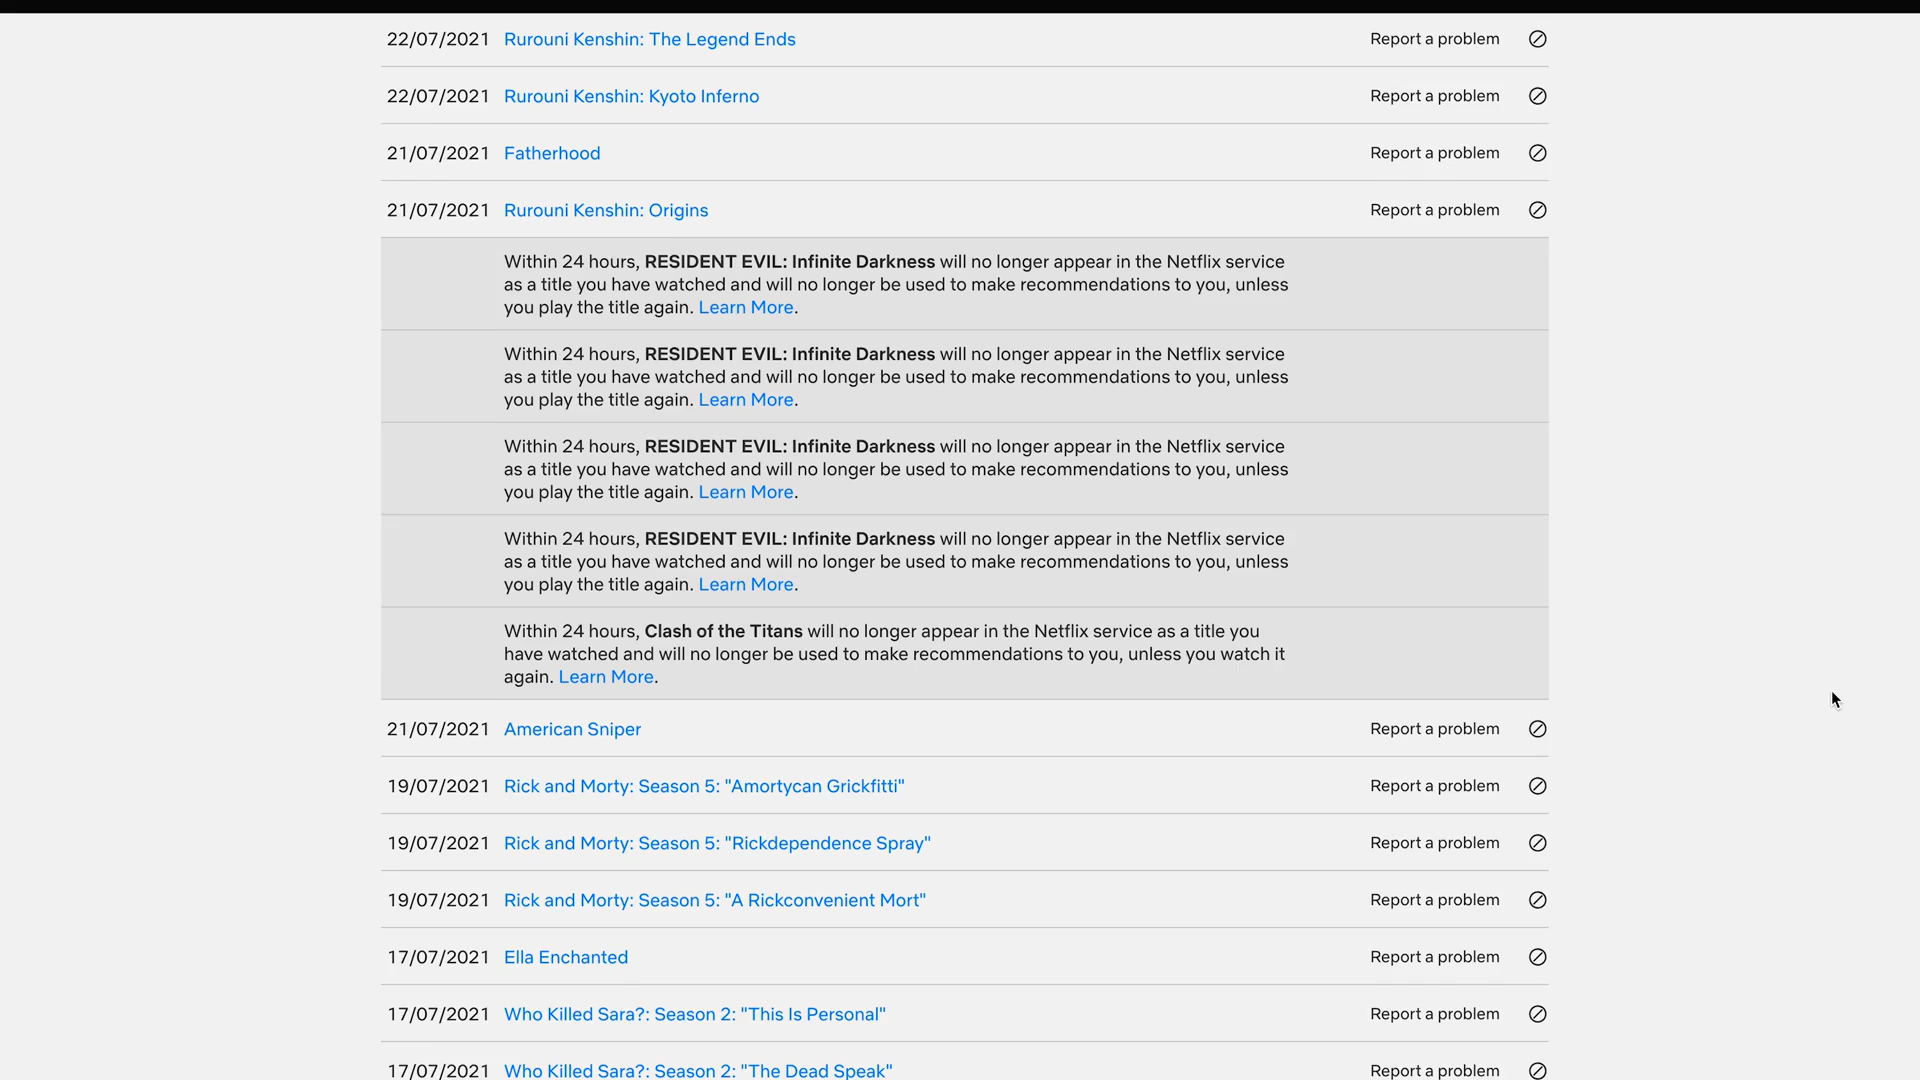 22/07/2021 Rurouni Kenshin: The Legend Ends Report a problem
22/07/2021 Rurouni Kenshin: Kyoto Inferno Report a problem
21/07/2021 Fatherhood Report a problem
21/07/2021 Rurouni Kenshin: Origins Report a problem
Within 24 hours, RESIDENT EVIL: Infinite Darkness will no longer appear in the Netflix service
as a title you have watched and will no longer be used to make recommendations to you, unless
you play the title again. Learn More.
Within 24 hours, RESIDENT EVIL: Infinite Darkness will no longer appear in the Netflix service
as a title you have watched and will no longer be used to make recommendations to you, unless
you play the title again. Learn More.
Within 24 hours, RESIDENT EVIL: Infinite Darkness will no longer appear in the Netflix service
as a title you have watched and will no longer be used to make recommendations to you, unless
you play the title again. Learn More.
Within 24 hours, RESIDENT EVIL: Infinite Darkness will no longer appear in the Netflix service
as a title you have watched and will no longer be used to make recommendations to you, unless
you play the title again. Learn More.
Within 24 hours, Clash of the Titans will no longer appear in the Netflix service as a title you
have watched and will no longer be used to make recommendations to you, unless you watch it
again. Learn More.
21/07/2021 American Sniper Report a problem
19/07/2021 Rick and Morty: Season 5: "Amortycan Grickfitti" Report a problem
19/07/2021 Rick and Morty: Season 5: "Rickdependence Spray" Report a problem
19/07/2021 Rick and Morty: Season 5: "A Rickconvenient Mort" Report a problem
17/07/2021 Ella Enchanted Report a problem
17/07/2021 Who Killed Sara?: Season 2: "This Is Personal" Report a problem
17/07/2021 Who Killed Sara?: Season 2: "The Dead Speak" Report a problem